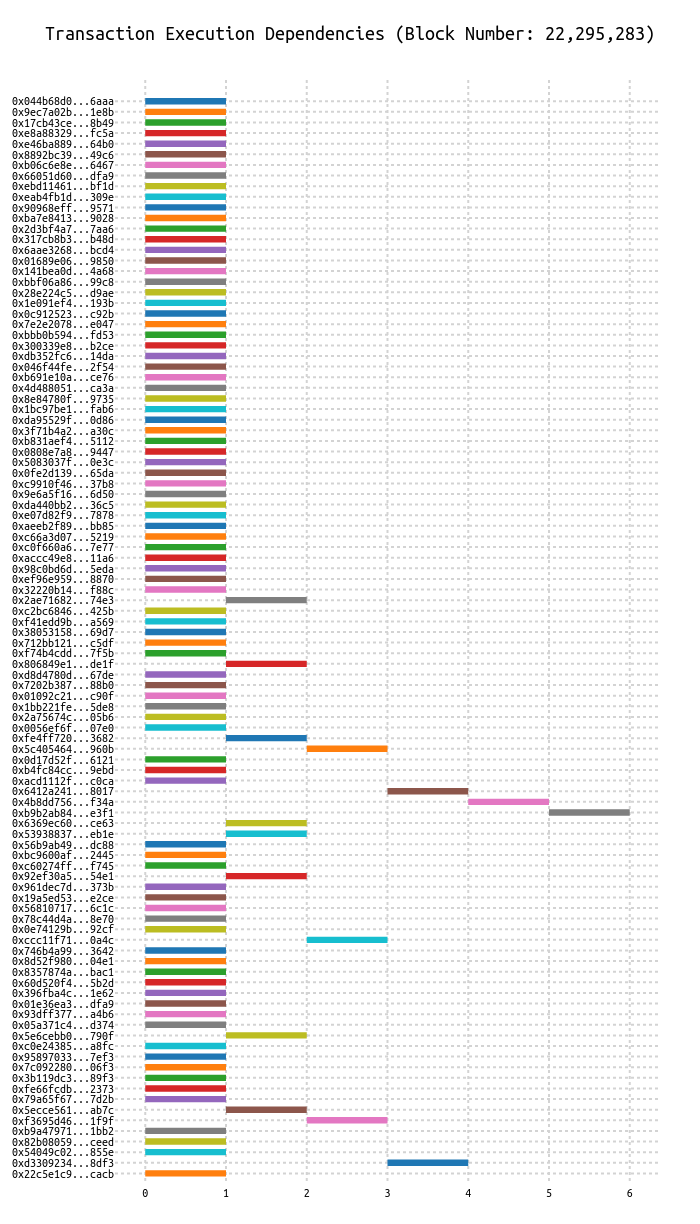 Transaction Execution Dependencies (Block Number: 22,295,283)
0x044b68d0...6aaa
0x9ec7a02b...1e8b
0x17cb43ce...8b49
0xe8a88329...fc5a
0xe46ba889...64b0
0x8892bc39...49c6
0xb06c6e8e...6467
0x66051d60...dfa9
0xebd11461...bf1d
0xeab4fb1d...309e
0x90968eff...9571
0xba7e8413...9028
0x2d3bf4a7...7aa6
0x317cb8b3...b48d
0x6aae3268...bcd4
0x01689e06...9850
0x141bea0d...4a68
0xbbf06a86...99c8
0x28e224c5...d9ae
0x1e091ef4...193b
0x0c912523...c92b
0x7e2e2078...e047
0xbbb0b594...fd53
0x300339e8...b2ce
0xdb352fc6...14da
0x046f44fe...2f54
0xb691e10a...ce76
0x4d488051...ca3a
0x8e84780f...9735
0x1bc97be1...fab6
0xda95529f...0d86
0x3f71b4a2...a30c
0xb831aef4...5112
0x0808e7a8...9447
0x5083037f...0e3c
0x0fe2d139...65da
0xc9910f46...37b8
0x9e6a5f16...6d50
0xda440bb2...36c5
0xe07d82f9...7878
0xaeeb2f89...bb85
0xc66a3d07...5219
0xc0f660a6...7e77
0xaccc49e8...11a6
0x98c0bd6d...5eda
0xef96e959...8870
0x32220b14...f88c
0x2ae71682...74e3
0xc2bc6846...425b
0xf41edd9b...a569
0x38053158...69d7
0x712bb121...c5df
0xf74b4cdd...7f5b
0x806849e1...de1f
0xd8d4780d...67de
0x7202b387...88b0
0x01092c21...c90f
0x1bb221fe...5de8
0x2a75674c...05b6
0x0056ef6f...07e0
0xfe4ff720...3682
0x5c405464...960b
0x0d17d52f...6121
0xb4fc84cc...9ebd
0xacd1112f...c0ca
0x6412a241...8017
0x4b8dd756...f34a
0xb9b2ab84...e3f1
0x6369ec60...ce63
0x53938837...eb1e
0x56b9ab49...dc88
0xbc9600af...2445
0xc60274ff...f745
0x92ef30a5...54e1
0x961dec7d...373b
0x19a5ed53...e2ce
0x56810717...6c1c
0x78c44d4a...8e70
0x0e74129b...92cf
0xccc11f71...0a4c
0x746b4a99...3642
0x8d52f980...04e1
0x8357874a...bac1
0x60d520f4...5b2d
0x396fba4c...1e62
0x01e36ea3...dfa9
0x93dff377...a4b6
0x05a371c4...d374
0x5e6cebb0...790f
0xc0e24385...a8fc
0x95897033...7ef3
0x7c092280...06f3
0x3b119dc3...89f3
0xfe66fcdb...2373
0x79a65f67...7d2b
0x5ecce561...ab7c
0xf3695d46...1f9f
0xb9a47971...1bb2
0x82b08059...ceed
0x54049c02...855e
0xd3309234...8df3
0x22c5e1c9...cacb
0 1 2 3 4 5 6